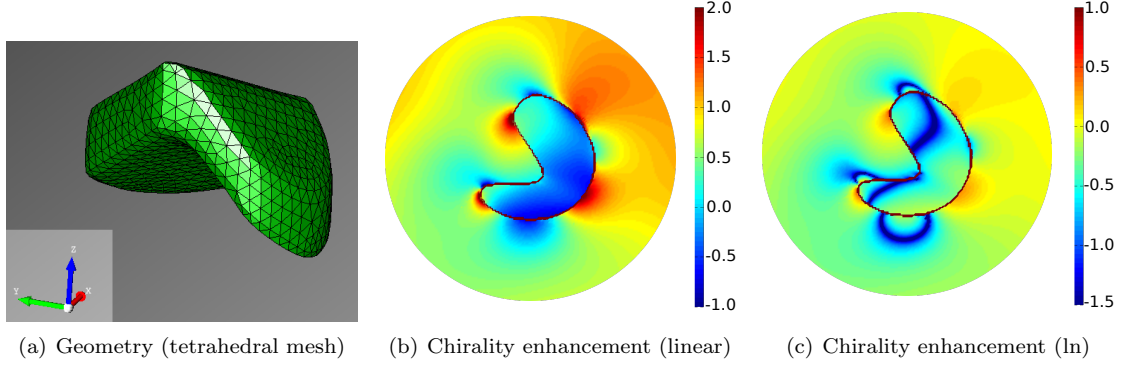 Z
X
Y
2.0
1.5
1.0
0.5
0.0
-0.5
-1.0
1.0
0.5
0.0
-0.5
-1.0
-1.5
(a) Geometry (tetrahedral mesh)
(b) Chirality enhancement (linear)
(c) Chirality enhancement (ln)